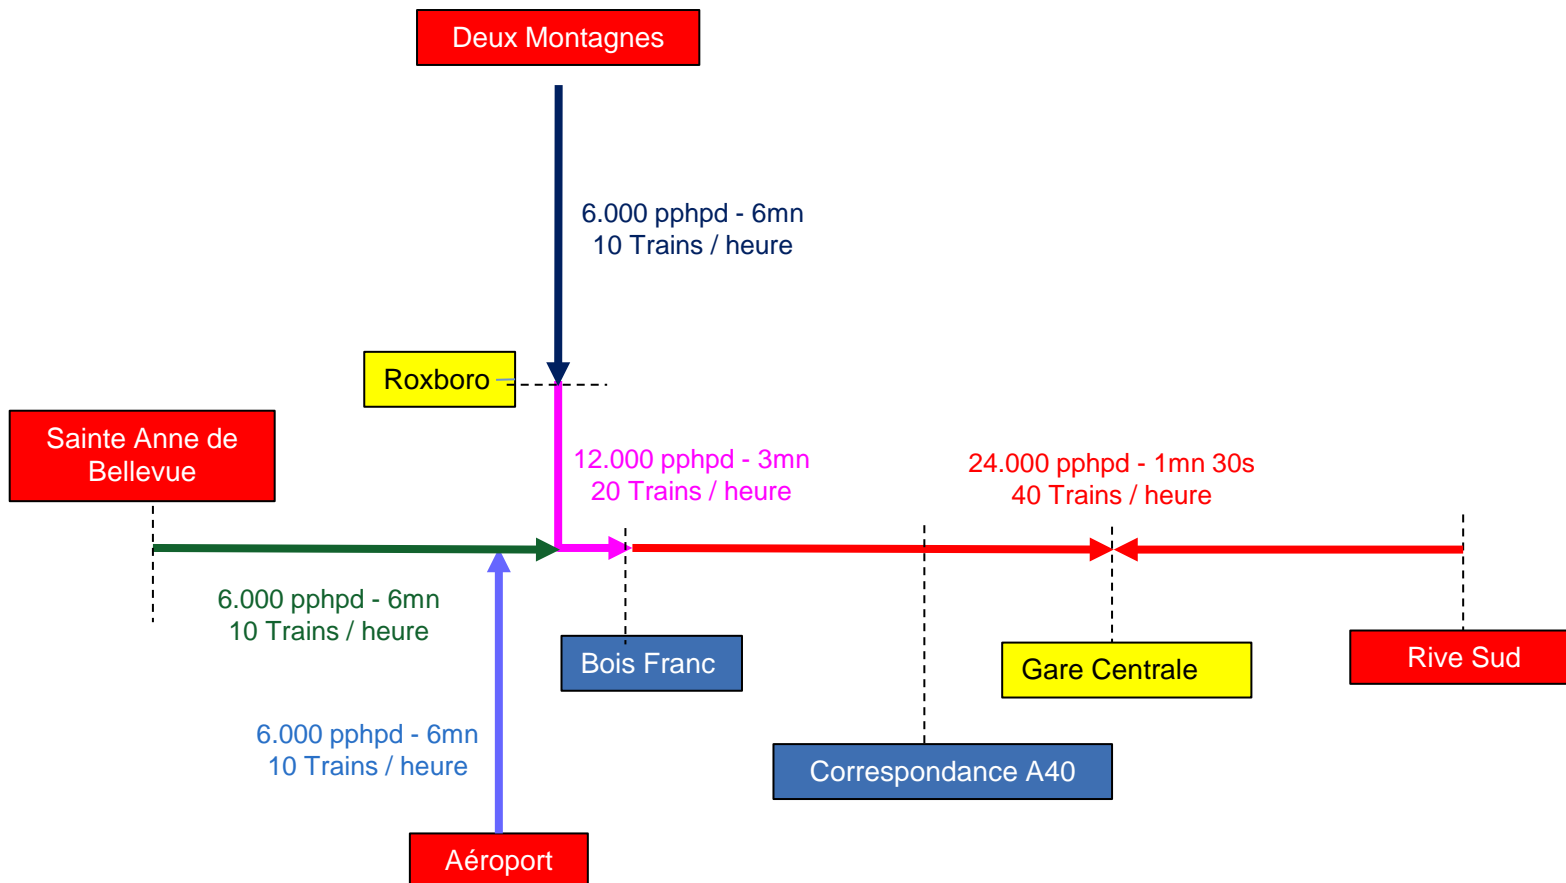 Deux Montagnes
6.000 pphpd - 6mn
10 Trains / heure
Roxboro
Sainte Anne de
Bellevue
12.000 pphpd - 3mn
20 Trains / heure
24.000 pphpd - 1mn 30s
40 Trains / heure
6.000 pphpd - 6mn
10 Trains / heure
Bois Franc
Gare Centrale
Rive Sud
6.000 pphpd - 6mn
10 Trains / heure
Correspondance A40
Aéroport